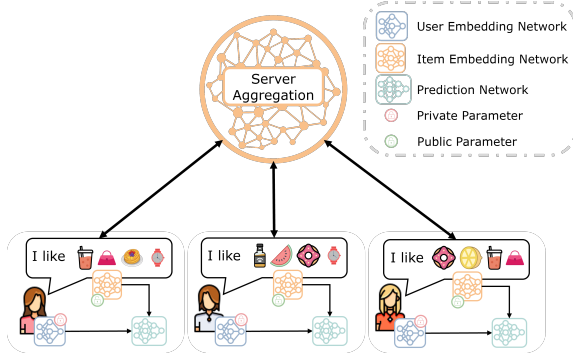 User Embedding Network
Item Embedding Network
Prediction Network
Private Parameter
Public Parameter
Server
Aggregation
I like
I like
I like